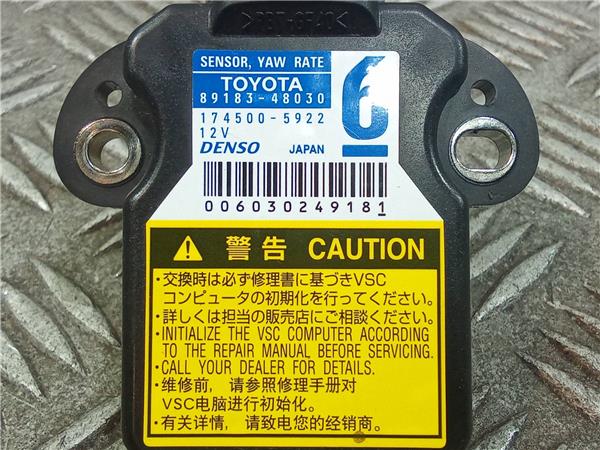 >PBT-GF40<
SENSOR, YAW RATE
TOYOTA
89183-48030
174500-5922
12V
DENSO JAPAN
6
006030249181
警告 CAUTION
・交換時は必ず修理書に基づきVSC
コンピュータの初期化を行ってください。
・詳しくは担当の販売店にご相談ください。
・INITIALIZE THE VSC COMPUTER ACCORDING
TO THE REPAIR MANUAL BEFORE SERVICING.
・CALL YOUR DEALER FOR DETAILS.
・维修前，请参照修理手册对
VSC电脑进行初始化。
・有关详情，请致电您的经销商。